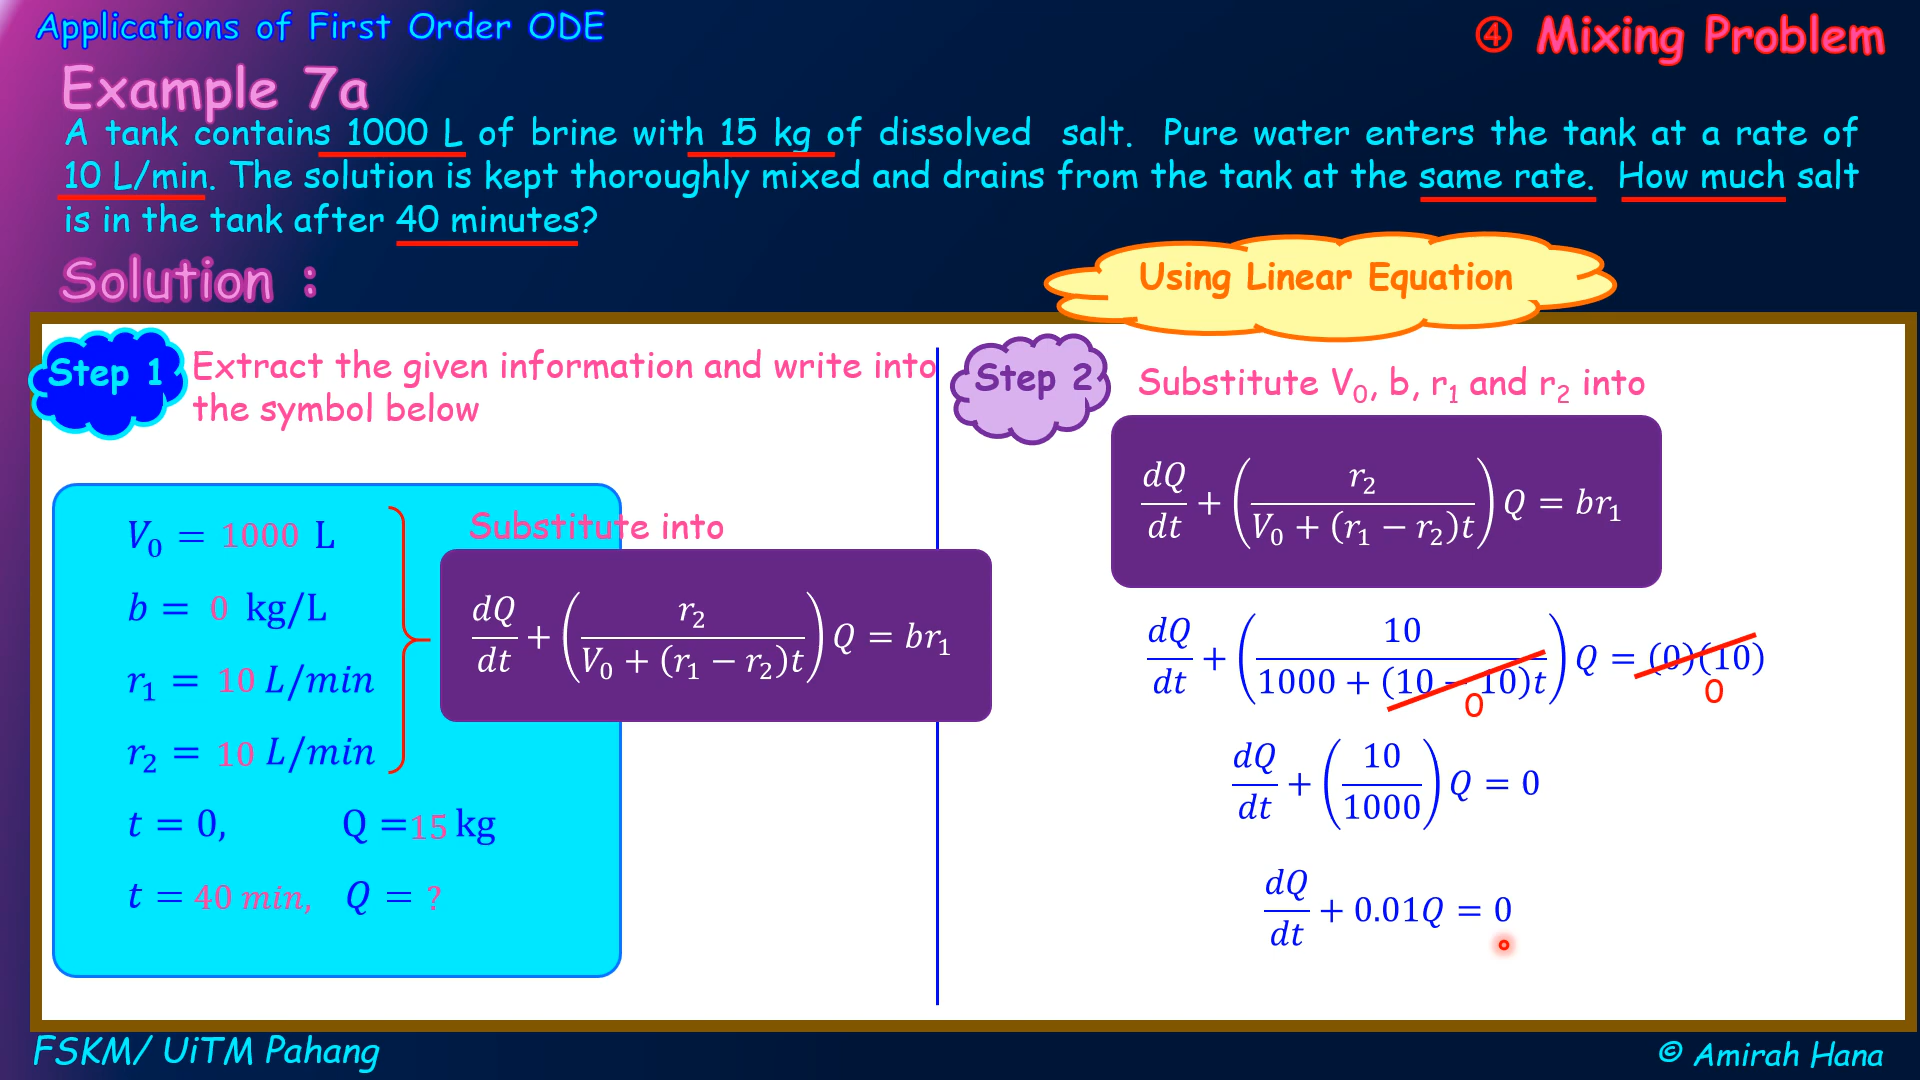 Applications of First Order ODE
④ Mixing Problem
Example 7a
A tank contains 1000 L of brine with 15 kg of dissolved salt. Pure water enters the tank at a rate of
10 L/min. The solution is kept thoroughly mixed and drains from the tank at the same rate. How much salt
is in the tank after 40 minutes?
Solution :
Using Linear Equation
Step 1
Extract the given information and write into
the symbol below
V₀ = 1000 L
b = 0 kg/L
r₁ = 10 L/min
r₂ = 10 L/min
t = 0, Q = 15 kg
t = 40 min, Q = ?
Substitute into
dQ/dt + (r₂/(V₀ + (r₁ − r₂)t)) Q = br₁
Step 2
Substitute V₀, b, r₁ and r₂ into
dQ/dt + (r₂/(V₀ + (r₁ − r₂)t)) Q = br₁
dQ/dt + (10/(1000 + (10 − 10)t)) Q = (0)(10)
0 0
dQ/dt + (10/1000) Q = 0
dQ/dt + 0.01Q = 0
FSKM/ UiTM Pahang
© Amirah Hana